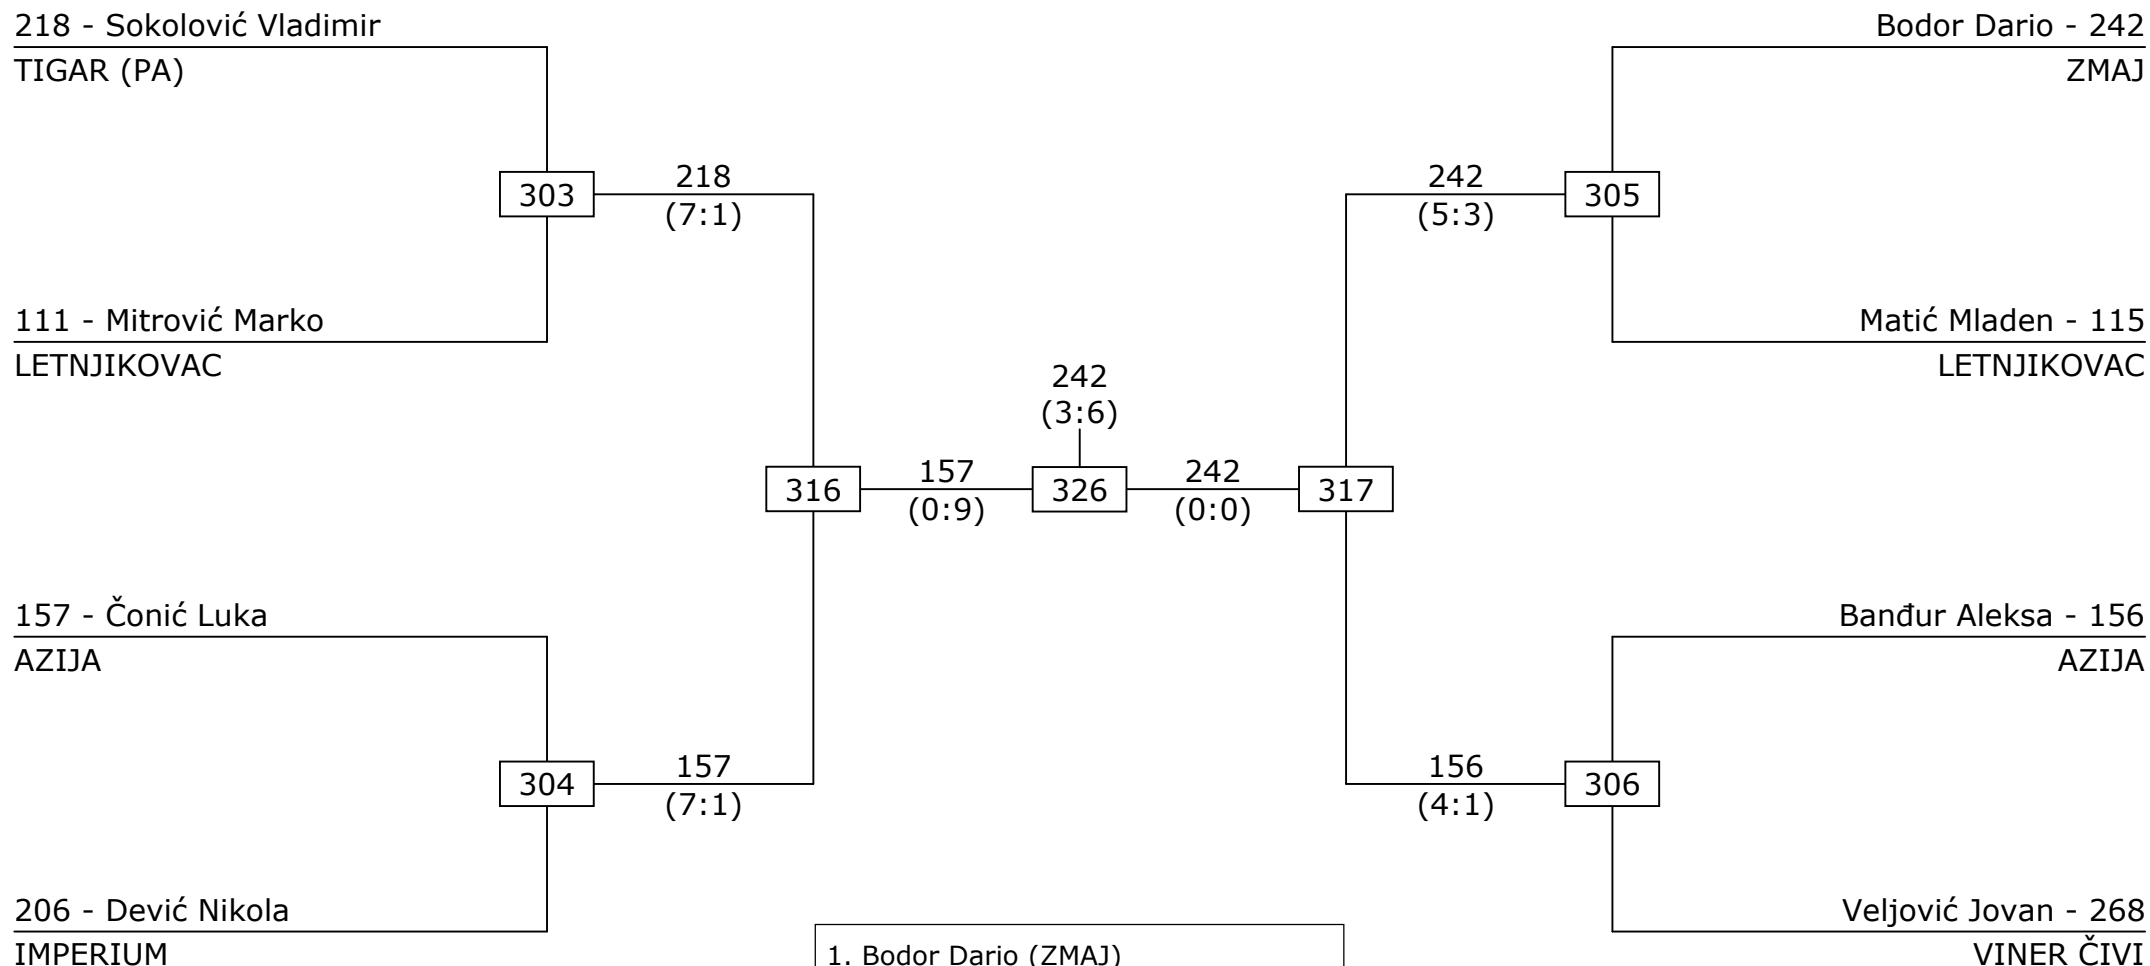 218 - Sokolović Vladimir
TIGAR (PA)
303
218
(7:1)
111 - Mitrović Marko
LETNJIKOVAC
316
157
(0:9)
157 - Čonić Luka
AZIJA
304
157
(7:1)
206 - Dević Nikola
IMPERIUM
242
(3:6)
326
Bodor Dario - 242
ZMAJ
242
(5:3)
305
Matić Mladen - 115
LETNJIKOVAC
242
(0:0)
317
Banđur Aleksa - 156
AZIJA
156
(4:1)
306
Veljović Jovan - 268
VINER ČIVI
1. Bodor Dario (ZMAJ)